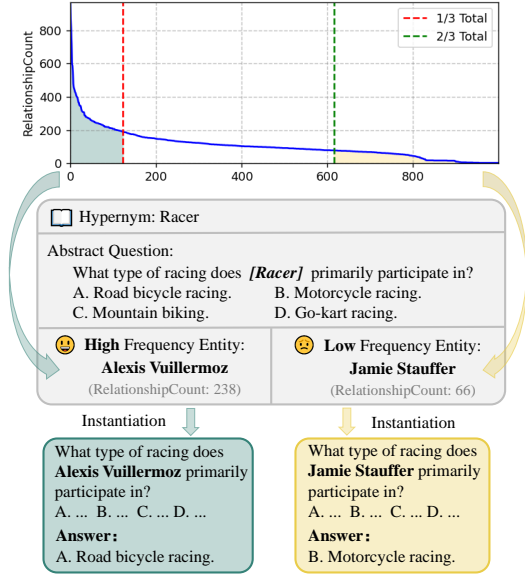 1/3 Total
2/3 Total
RelationshipCount
800
600
400
200
0
0 200 400 600 800
Hypernym: Racer
Abstract Question:
What type of racing does [Racer] primarily participate in?
A. Road bicycle racing. B. Motorcycle racing.
C. Mountain biking. D. Go-kart racing.
High Frequency Entity:
Alexis Vuillermoz
(RelationshipCount: 238)
Low Frequency Entity:
Jamie Stauffer
(RelationshipCount: 66)
Instantiation
Instantiation
What type of racing does
Alexis Vuillermoz primarily
participate in?
A. ... B. ... C. ... D. ...
Answer:
A. Road bicycle racing.
What type of racing does
Jamie Stauffer primarily
participate in?
A. ... B. ... C. ... D. ...
Answer:
B. Motorcycle racing.